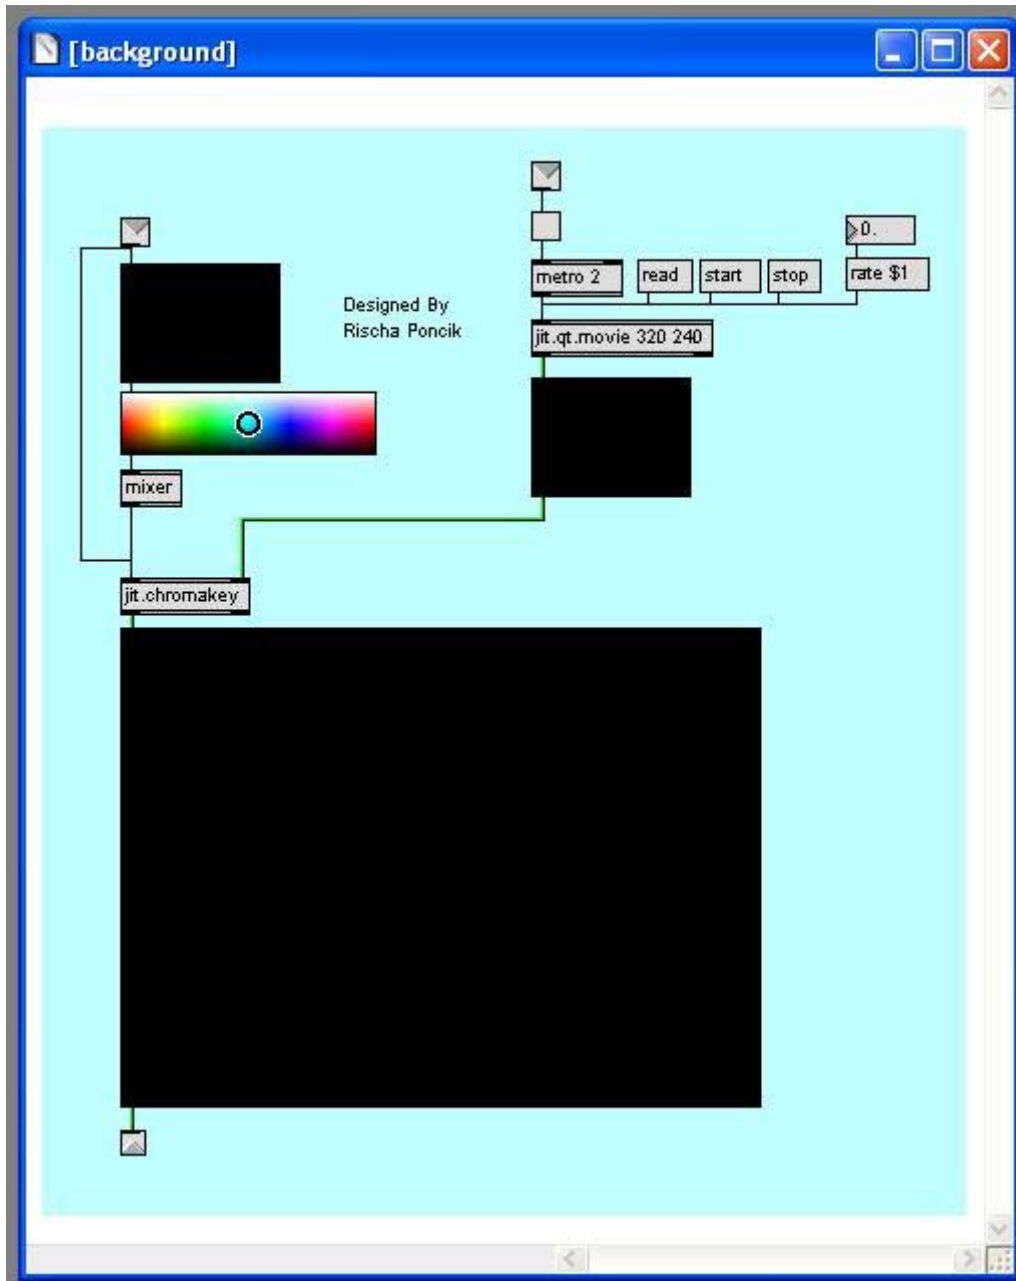 [background]
0.
metro 2
read
start
stop
rate $1
Designed By
Rischa Poncik
jit.qt.movie 320 240
mixer
jit.chromakey